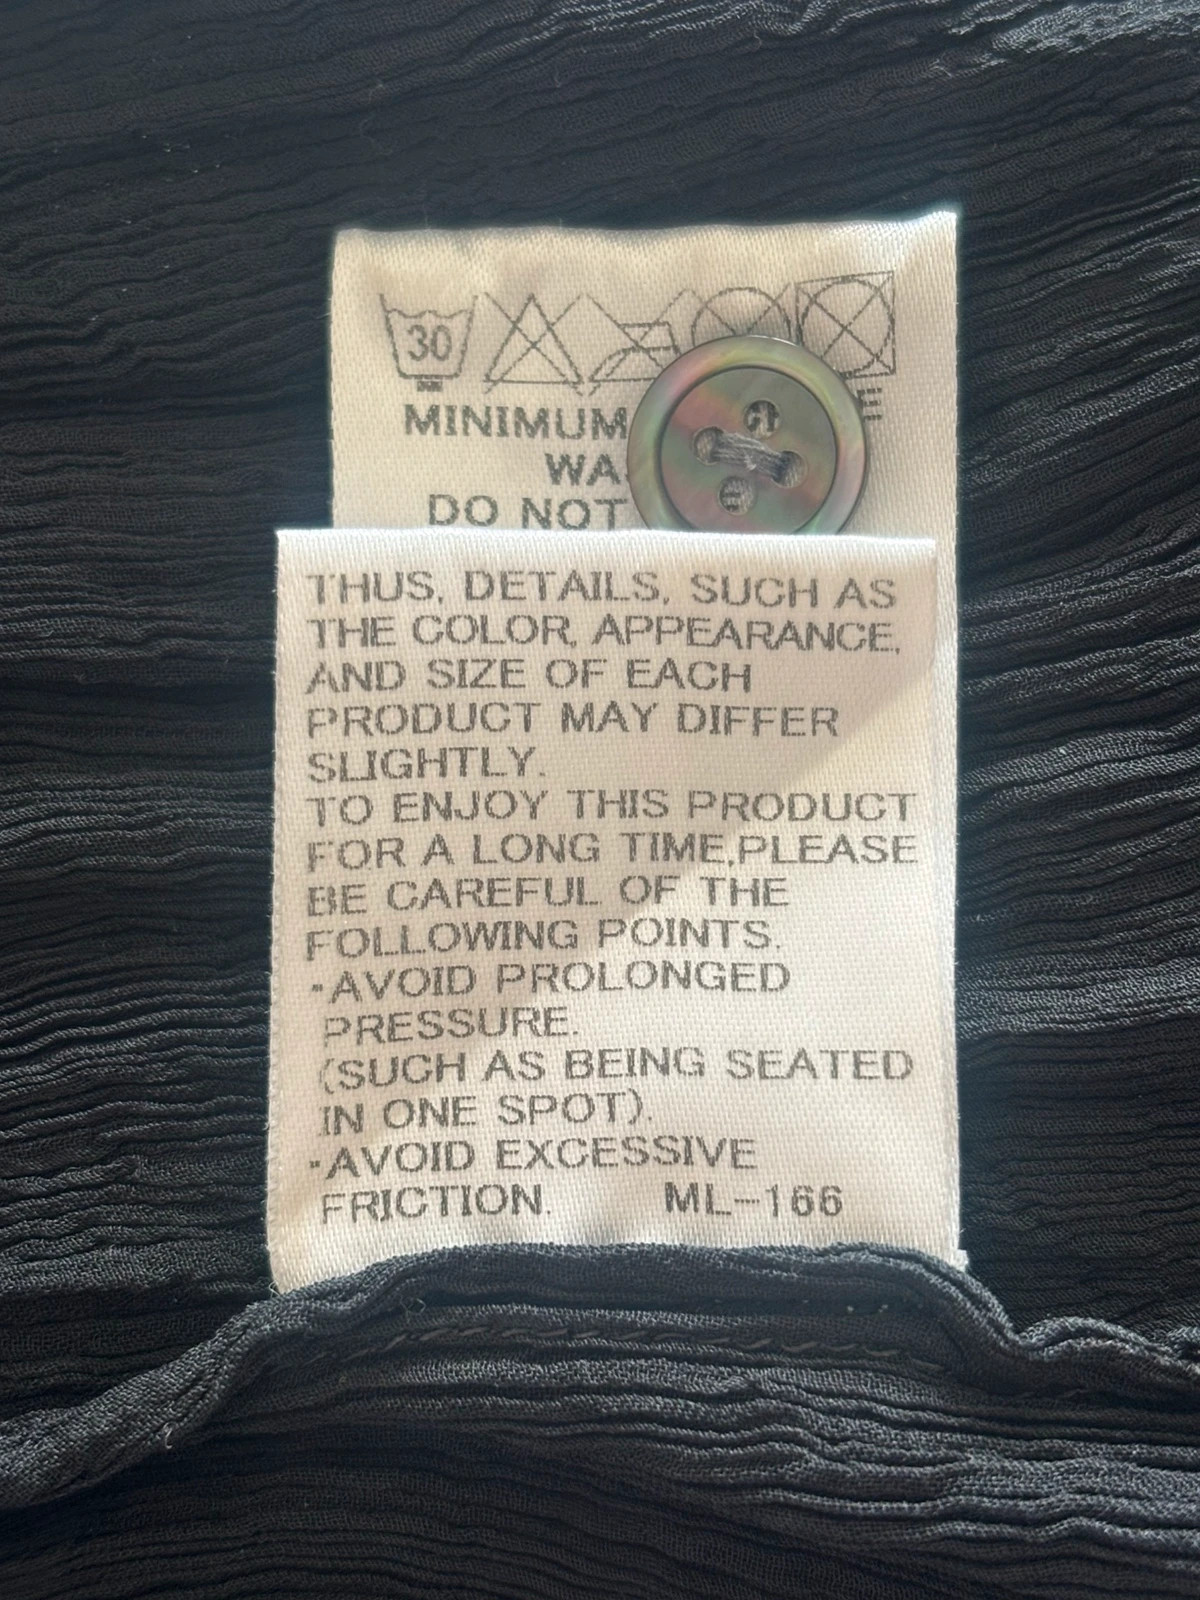 30
MINIMUM
DO NOT
THUS, DETAILS, SUCH AS
THE COLOR, APPEARANCE,
AND SIZE OF EACH
PRODUCT MAY DIFFER
SLIGHTLY.
TO ENJOY THIS PRODUCT
FOR A LONG TIME,PLEASE
BE CAREFUL OF THE
FOLLOWING POINTS.
・AVOID PROLONGED
PRESSURE.
(SUCH AS BEING SEATED
IN ONE SPOT).
・AVOID EXCESSIVE
FRICTION. ML-166